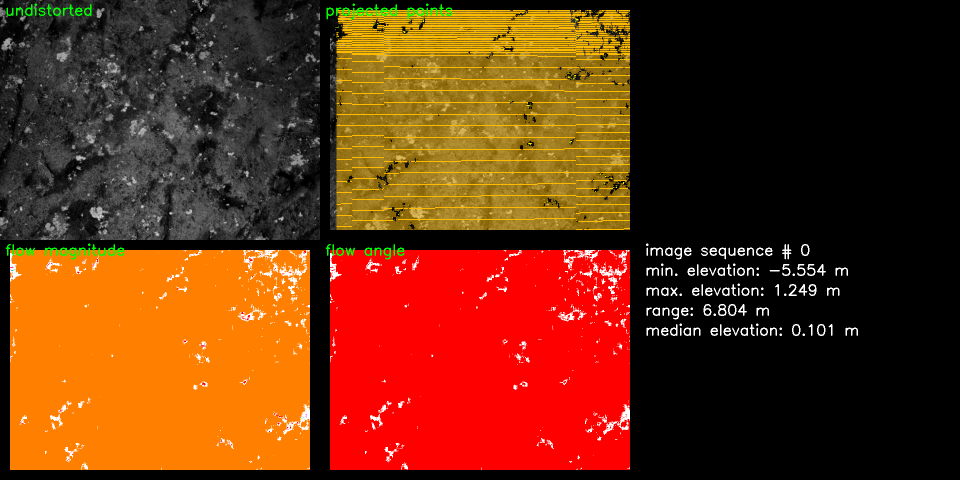 undistorted
projected points
flow magnitude
flow angle
image sequence # 0
min. elevation: -5.554 m
max. elevation: 1.249 m
range: 6.804 m
median elevation: 0.101 m